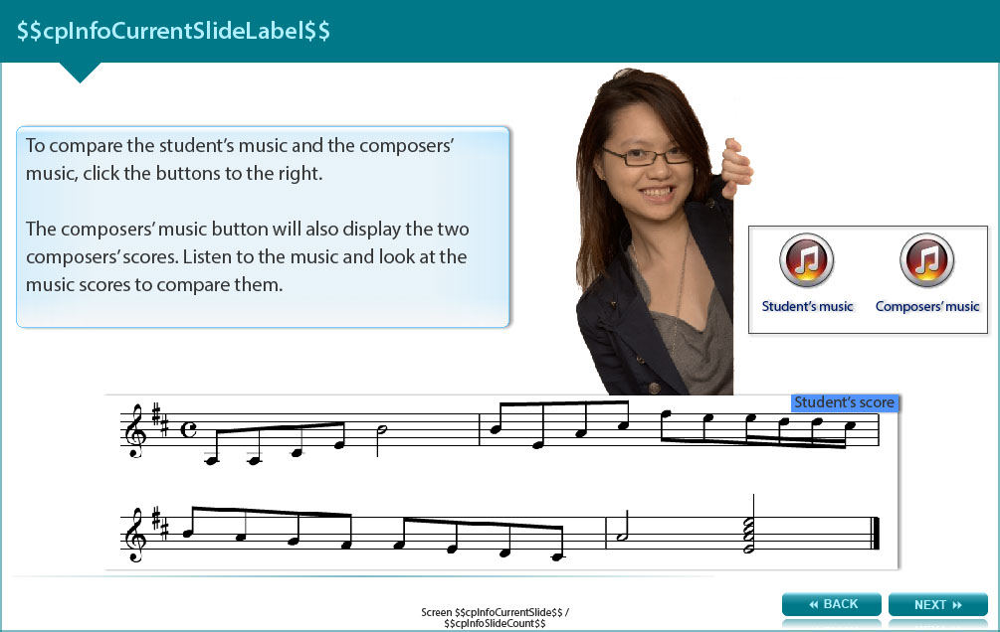 $$cpInfoCurrentSlideLabel$$
To compare the student's music and the composers'
music, click the buttons to the right.
The composers' music button will also display the two
composers' scores. Listen to the music and look at the
music scores to compare them.
Student's music
Composers' music
Student's score
BACK
NEXT
Screen $$cpInfoCurrentSlide$$ /
$$cpInfoSlideCount$$